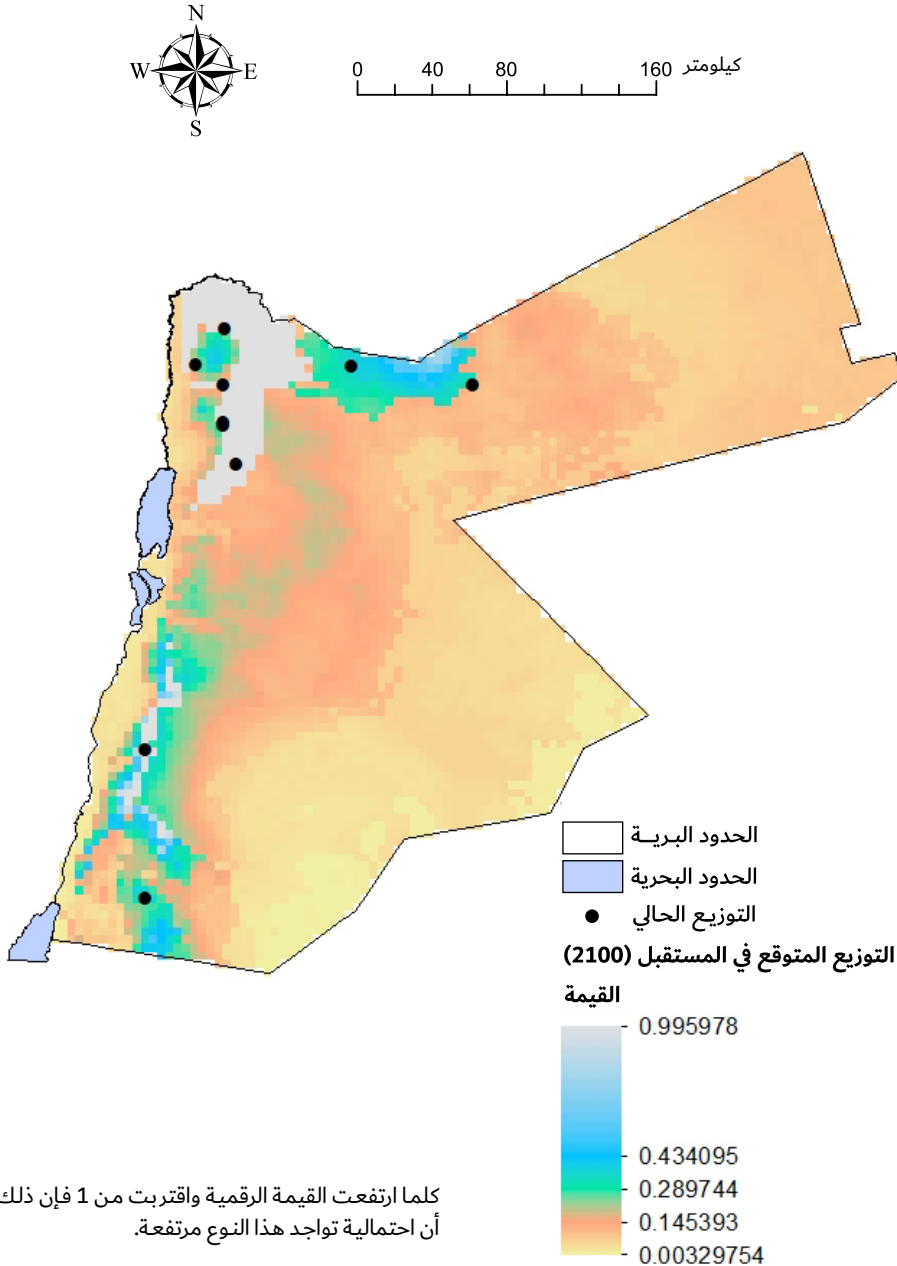 N
W E
S
0 40 80 160 كيلومتر
الحدود البريــة
الحدود البحرية
التوزيع الحالي
التوزيع المتوقع في المستقبل (2100)
القيمة
0.995978
0.434095
0.289744
0.145393
0.00329754
كلما ارتفعت القيمة الرقمية واقتربت من 1 فإن ذلك
أن احتمالية تواجد هذا النوع مرتفعة.